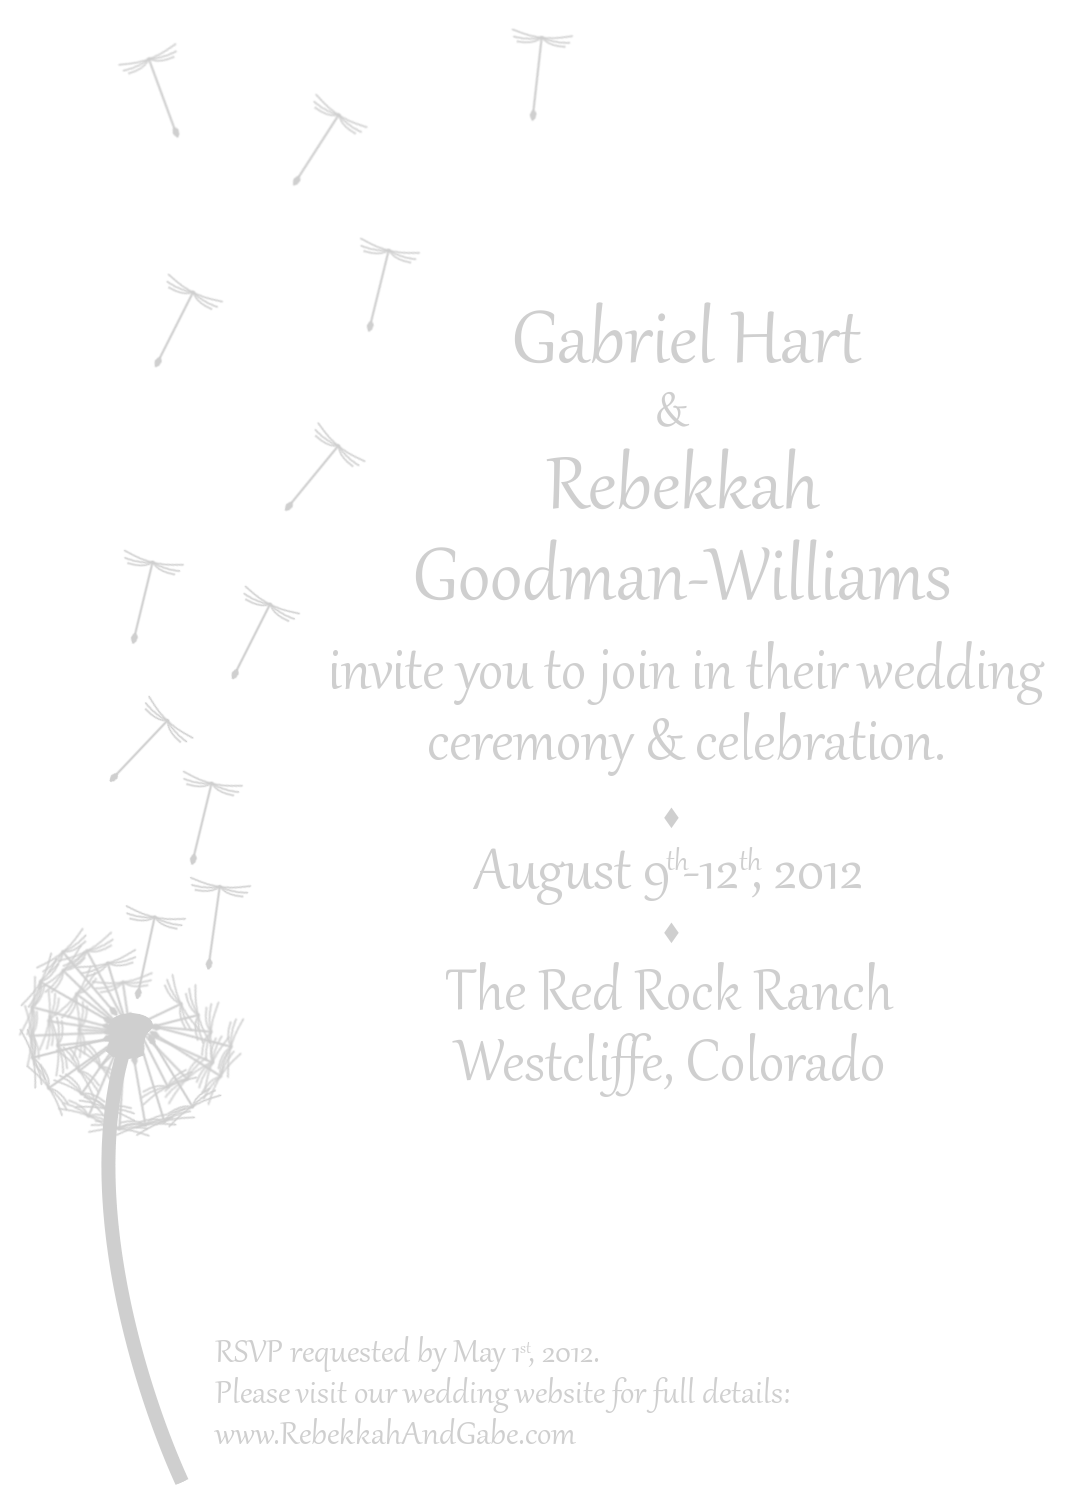 Gabriel Hart
&
Rebekkah
Goodman-Williams
invite you to join in their wedding
ceremony & celebration.
♦
August 9th-12th, 2012
♦
The Red Rock Ranch
Westcliffe, Colorado
RSVP requested by May 1st, 2012.
Please visit our wedding website for full details:
www.RebekkahAndGabe.com